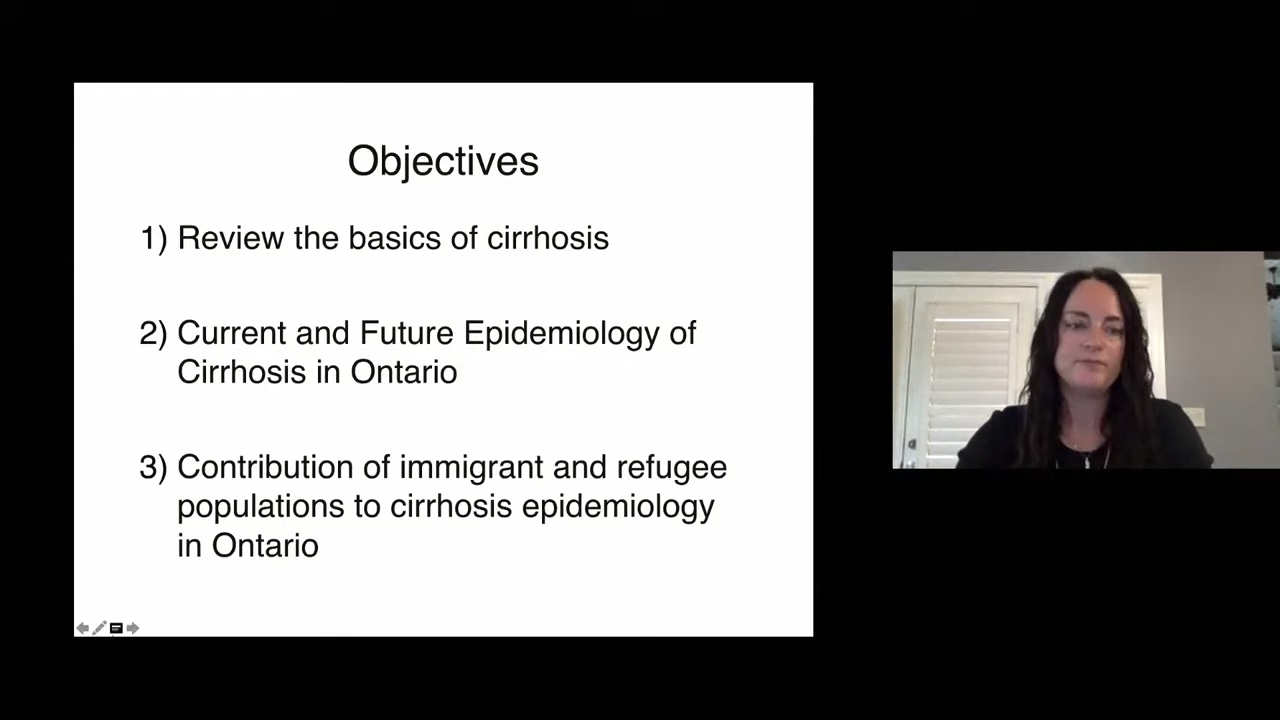 Objectives
1) Review the basics of cirrhosis
2) Current and Future Epidemiology of
Cirrhosis in Ontario
3) Contribution of immigrant and refugee
populations to cirrhosis epidemiology
in Ontario